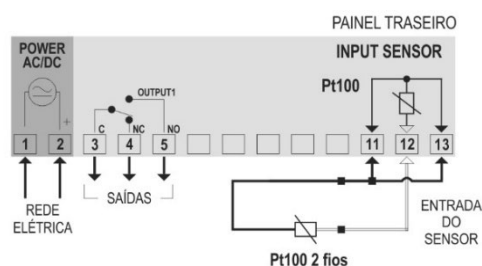 PAINEL TRASEIRO
POWER
AC/DC
INPUT SENSOR
Pt100
OUTPUT1
+
C
NC
NO
1
2
3
4
5
11
12
13
REDE
ELÉTRICA
SAÍDAS
ENTRADA
DO
SENSOR
Pt100 2 fios